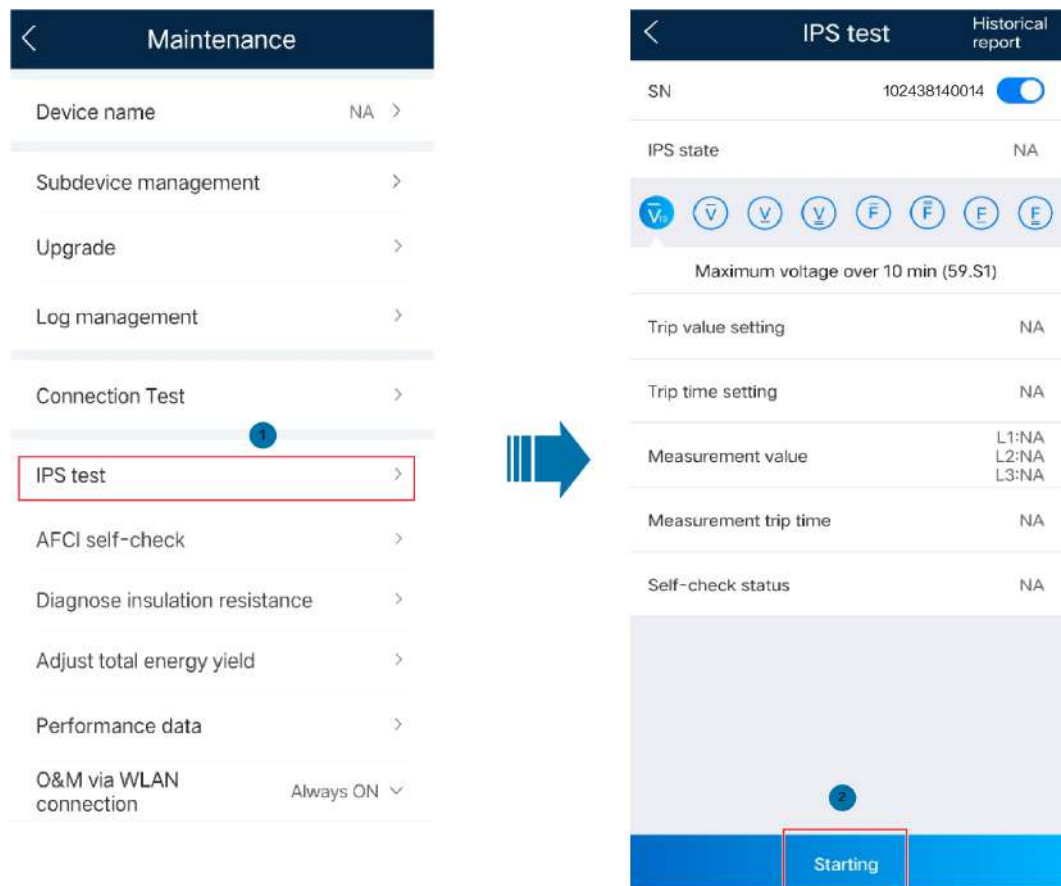 Maintenance
Device name NA
Subdevice management
Upgrade
Log management
Connection Test
1
IPS test
AFCI self-check
Diagnose insulation resistance
Adjust total energy yield
Performance data
O&M via WLAN
connection
Always ON
IPS test
Historical
report
SN 102438140014
IPS state NA
V̅10 V̅ V̲ V̳ F̅ F̿ F̲ F̳
Maximum voltage over 10 min (59.S1)
Trip value setting NA
Trip time setting NA
Measurement value
L1:NA
L2:NA
L3:NA
Measurement trip time NA
Self-check status NA
2
Starting